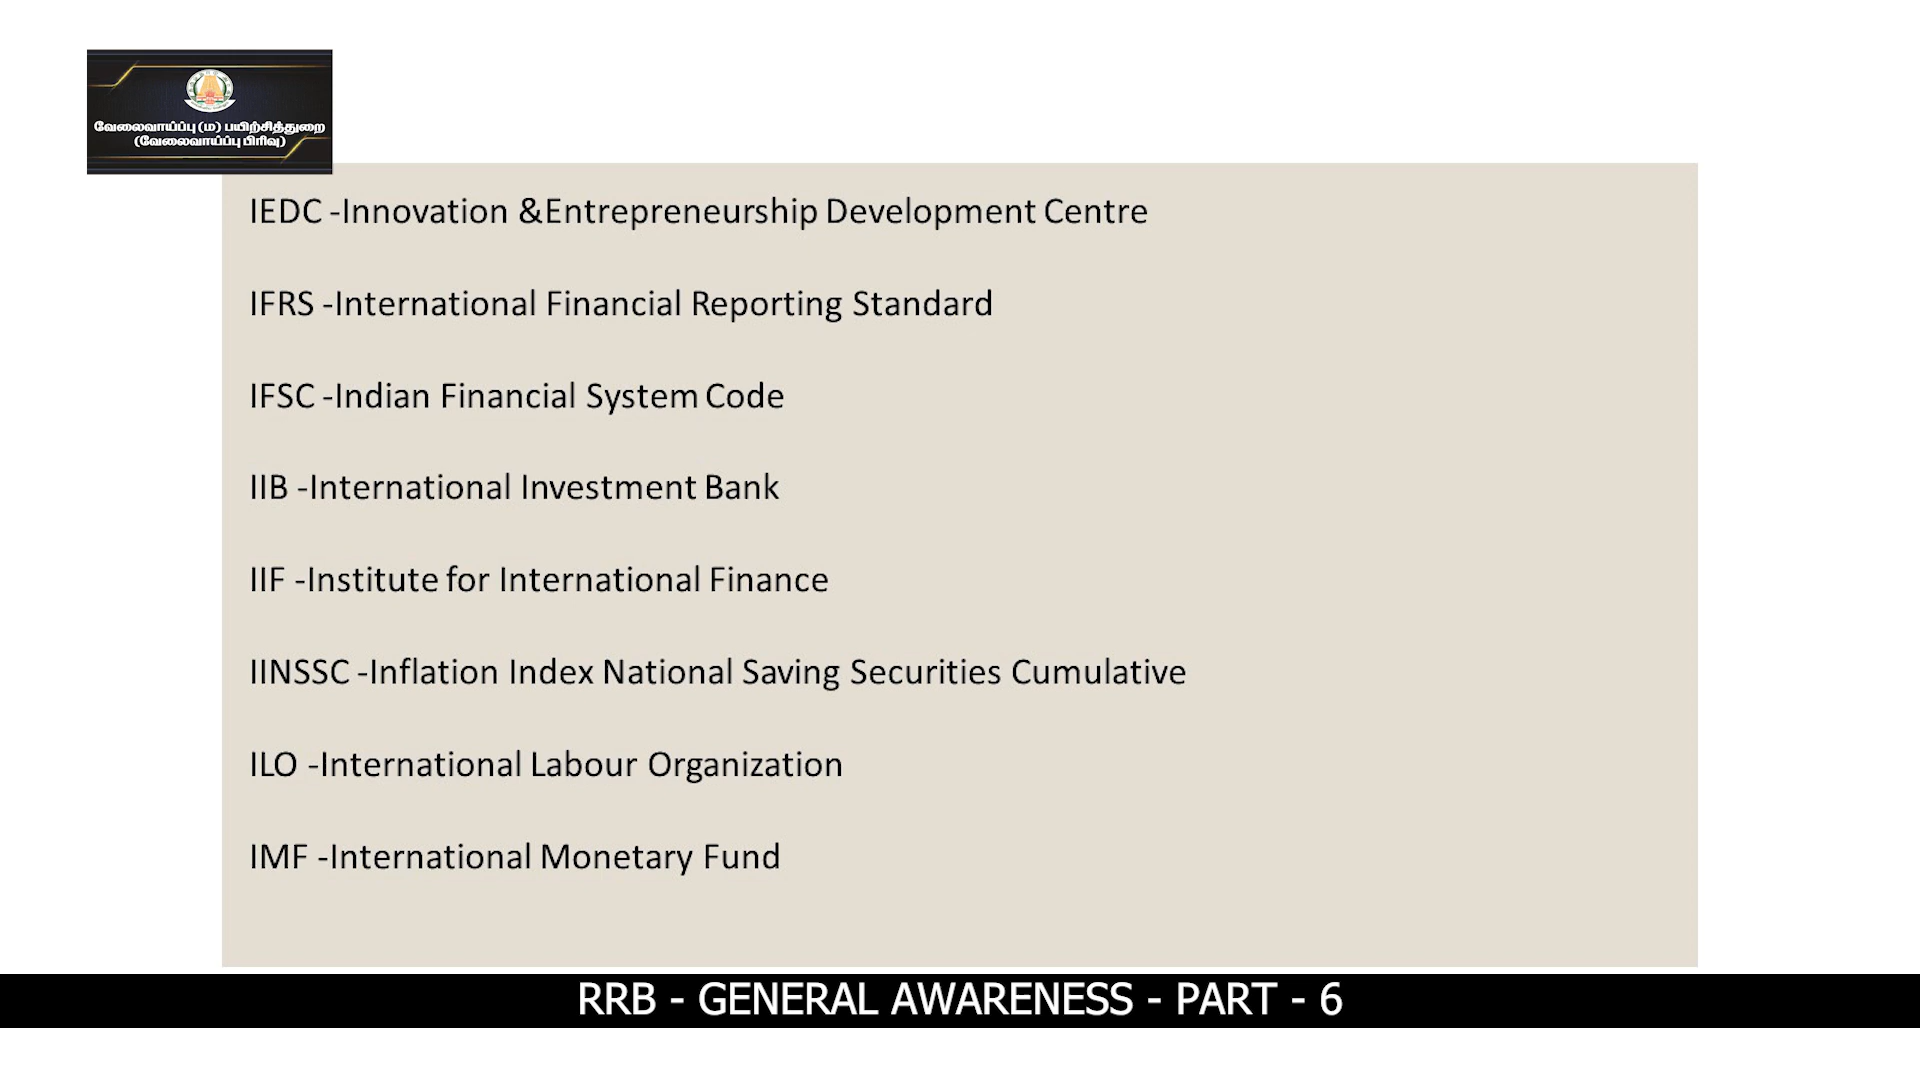 வேலைவாய்ப்பு (ம) பயிற்சித்துறை
(வேலைவாய்ப்பு பிரிவு)
IEDC -Innovation &Entrepreneurship Development Centre
IFRS -International Financial Reporting Standard
IFSC -Indian Financial System Code
IIB -International Investment Bank
IIF -Institute for International Finance
IINSSC -Inflation Index National Saving Securities Cumulative
ILO -International Labour Organization
IMF -International Monetary Fund
RRB - GENERAL AWARENESS - PART - 6